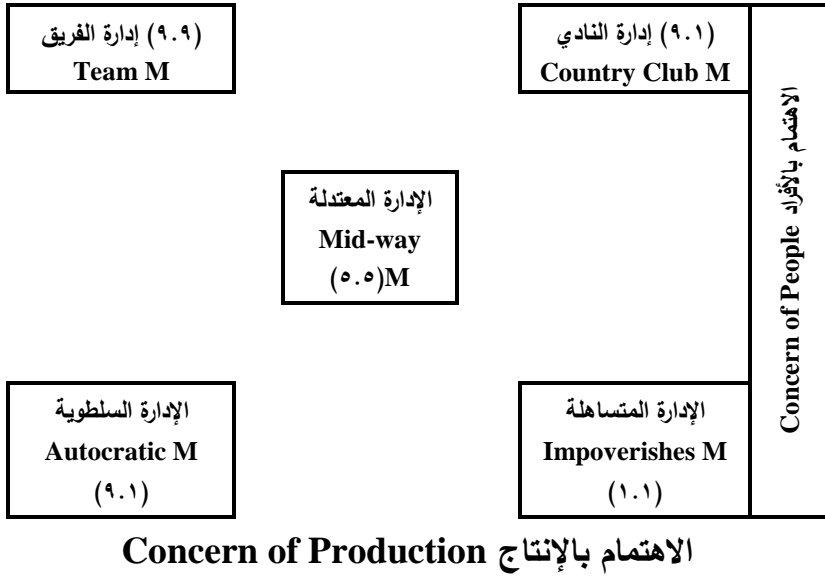 (٩.١) إدارة النادي
Country Club M
(٩.٩) إدارة الفريق
Team M
الاهتمام بالأفراد Concern of People
الإدارة المعتدلة
Mid-way
(٥.٥)M
الإدارة المتساهلة
Impoverishes M
(١.١)
الإدارة السلطوية
Autocratic M
(٩.١)
الاهتمام بالإنتاج Concern of Production